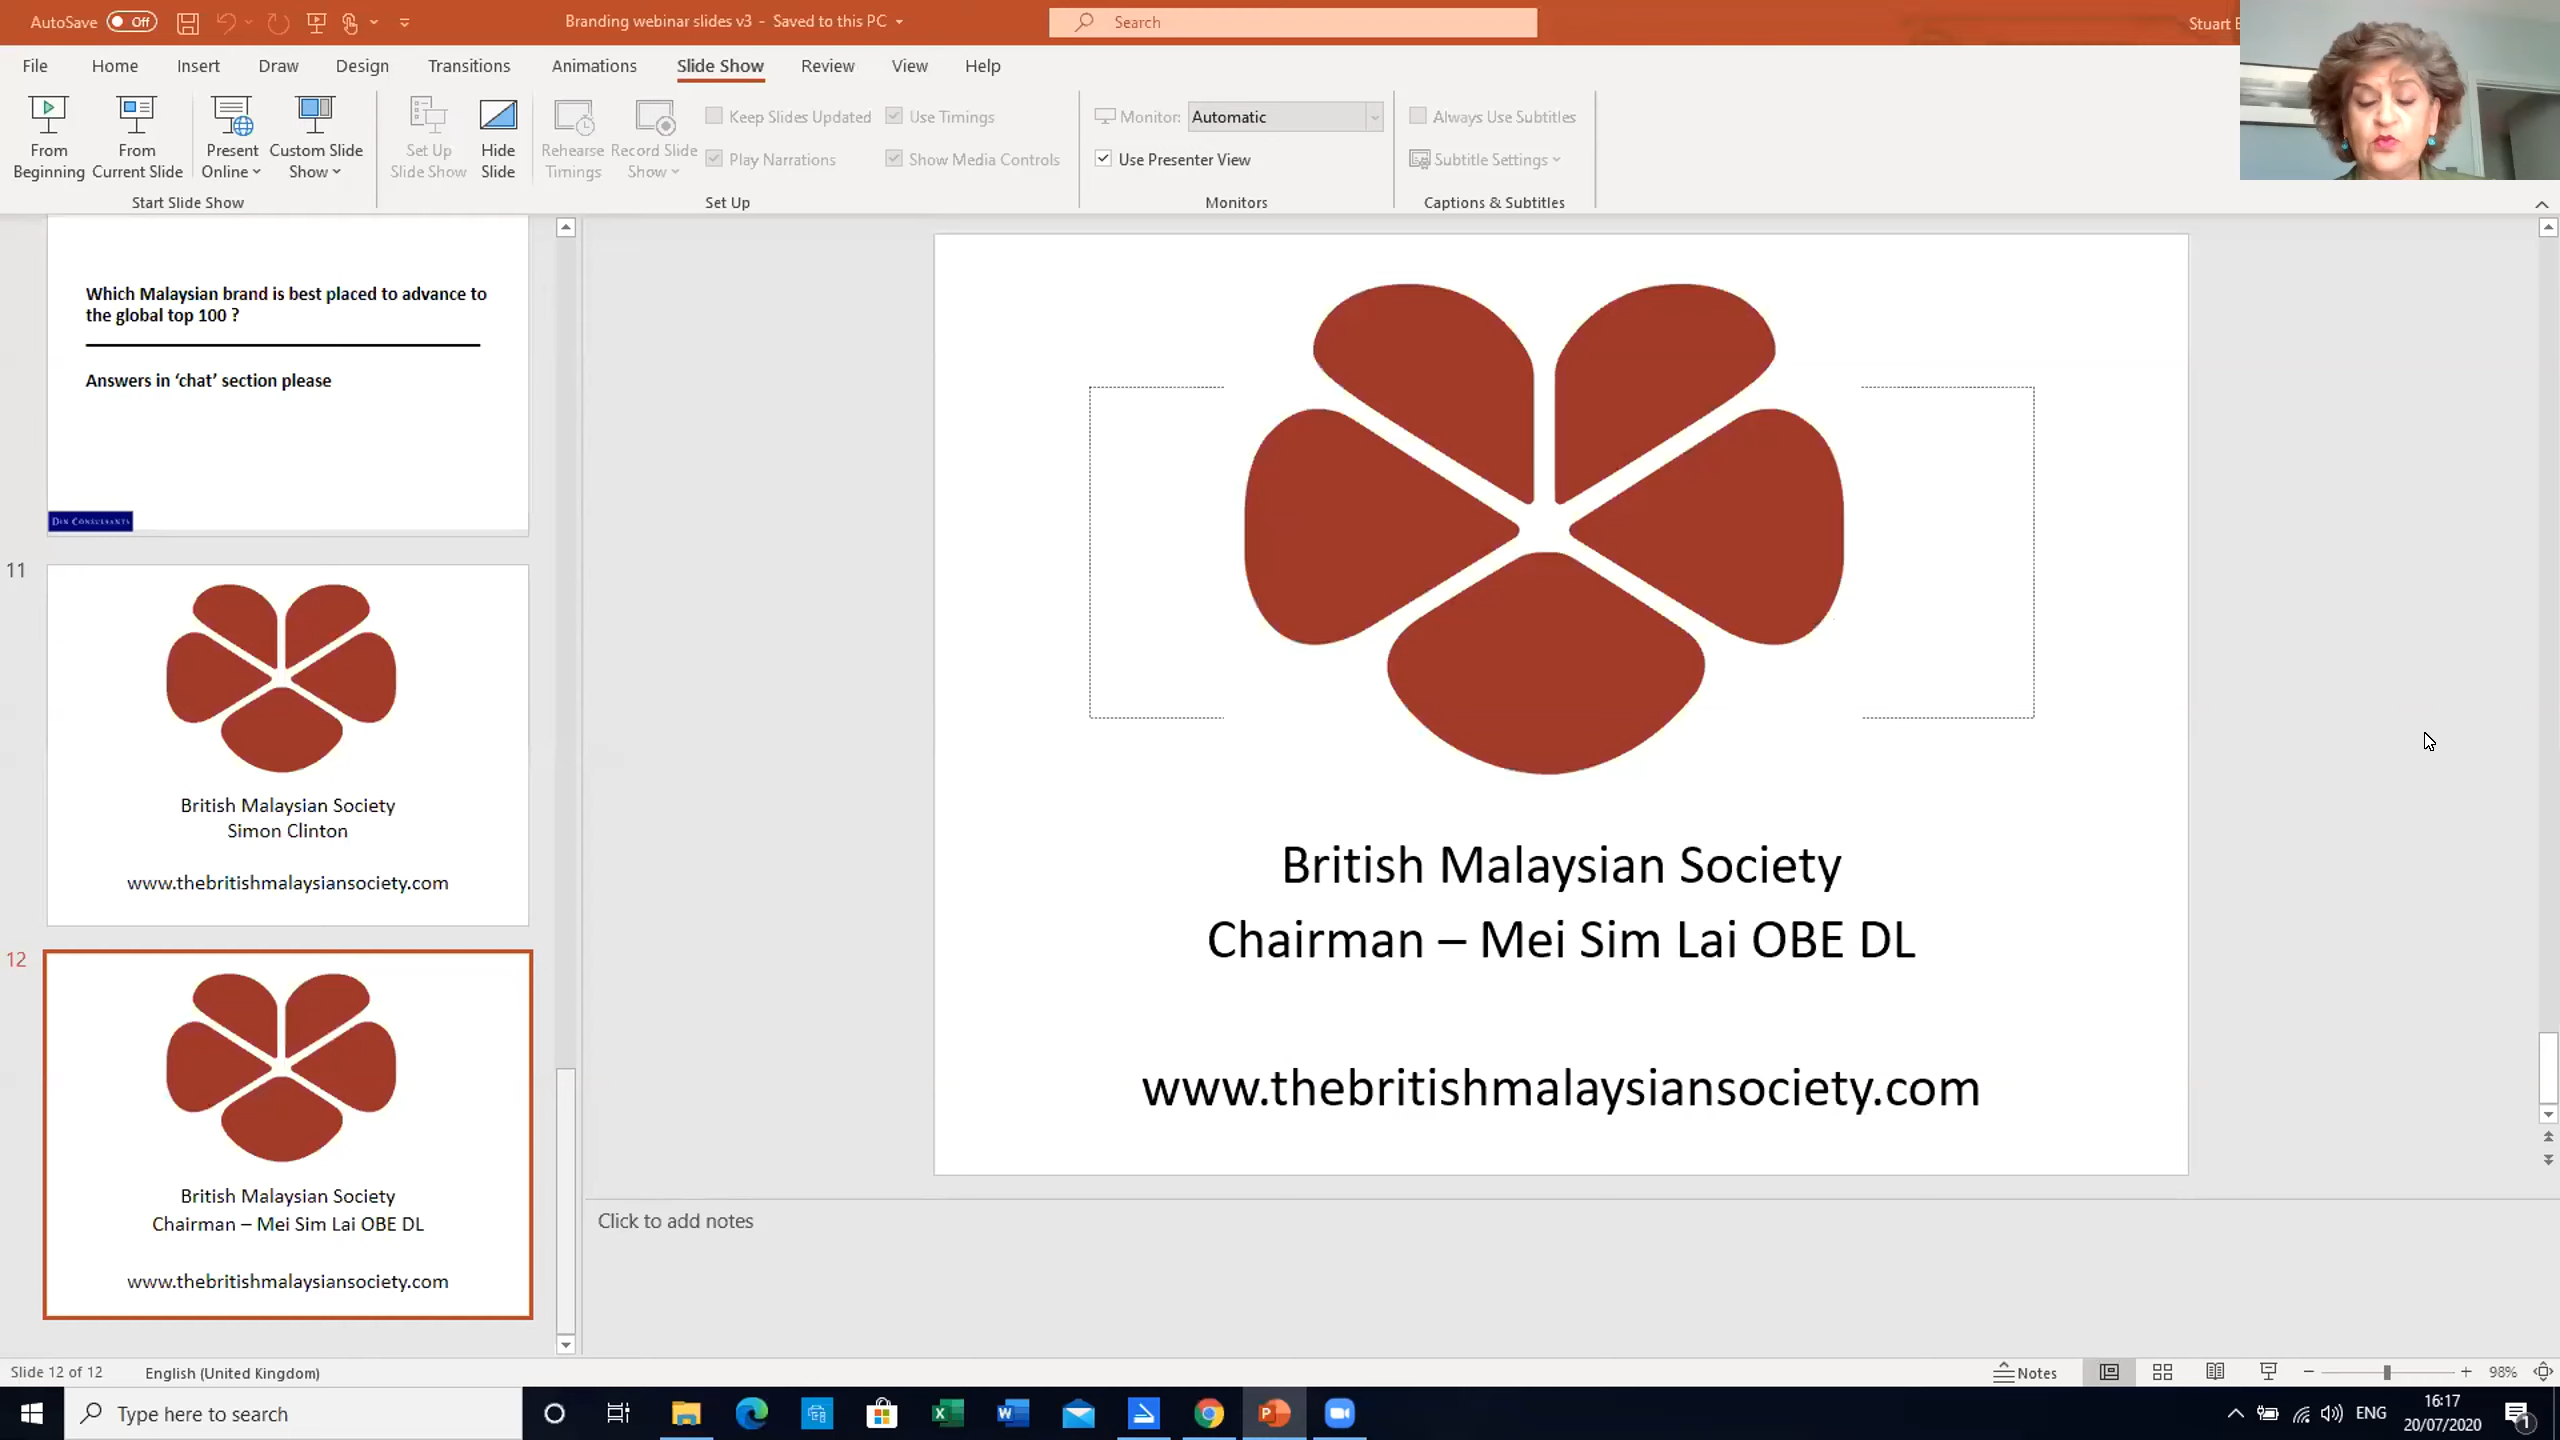 AutoSave Off
Branding webinar slides v3 - Saved to this PC
Search
Stuart
File Home Insert Draw Design Transitions Animations Slide Show Review View Help
From Beginning
From Current Slide
Present Online
Custom Slide Show
Start Slide Show
Set Up Slide Show
Hide Slide
Rehearse Timings
Record Slide Show
Keep Slides Updated
Play Narrations
Use Timings
Show Media Controls
Set Up
Monitor: Automatic
Use Presenter View
Monitors
Always Use Subtitles
Subtitle Settings
Captions & Subtitles
Which Malaysian brand is best placed to advance to
the global top 100 ?
Answers in ‘chat’ section please
DIN CONSULTANTS
11
British Malaysian Society
Simon Clinton
www.thebritishmalaysiansociety.com
12
British Malaysian Society
Chairman – Mei Sim Lai OBE DL
www.thebritishmalaysiansociety.com
British Malaysian Society
Chairman – Mei Sim Lai OBE DL
www.thebritishmalaysiansociety.com
Click to add notes
Slide 12 of 12
English (United Kingdom)
Notes
98%
Type here to search
ENG
16:17
20/07/2020
1